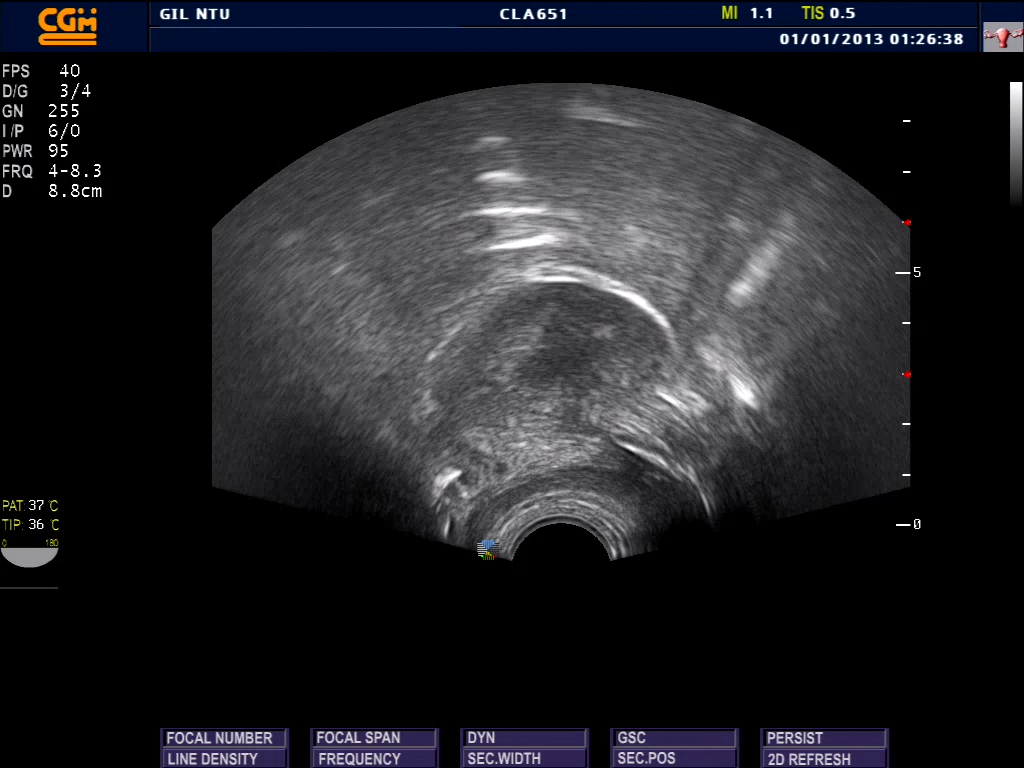 CGM
GIL NTU CLA651 MI 1.1 TIS 0.5
01/01/2013 01:26:38
FPS 40
D/G 3/4
GN 255
I/P 6/0
PWR 95
FRQ 4-8.3
D 8.8cm
5
PAT: 37 °C
TIP: 36 °C
0 180
0
FOCAL NUMBER FOCAL SPAN DYN GSC PERSIST
LINE DENSITY FREQUENCY SEC.WIDTH SEC.POS 2D REFRESH